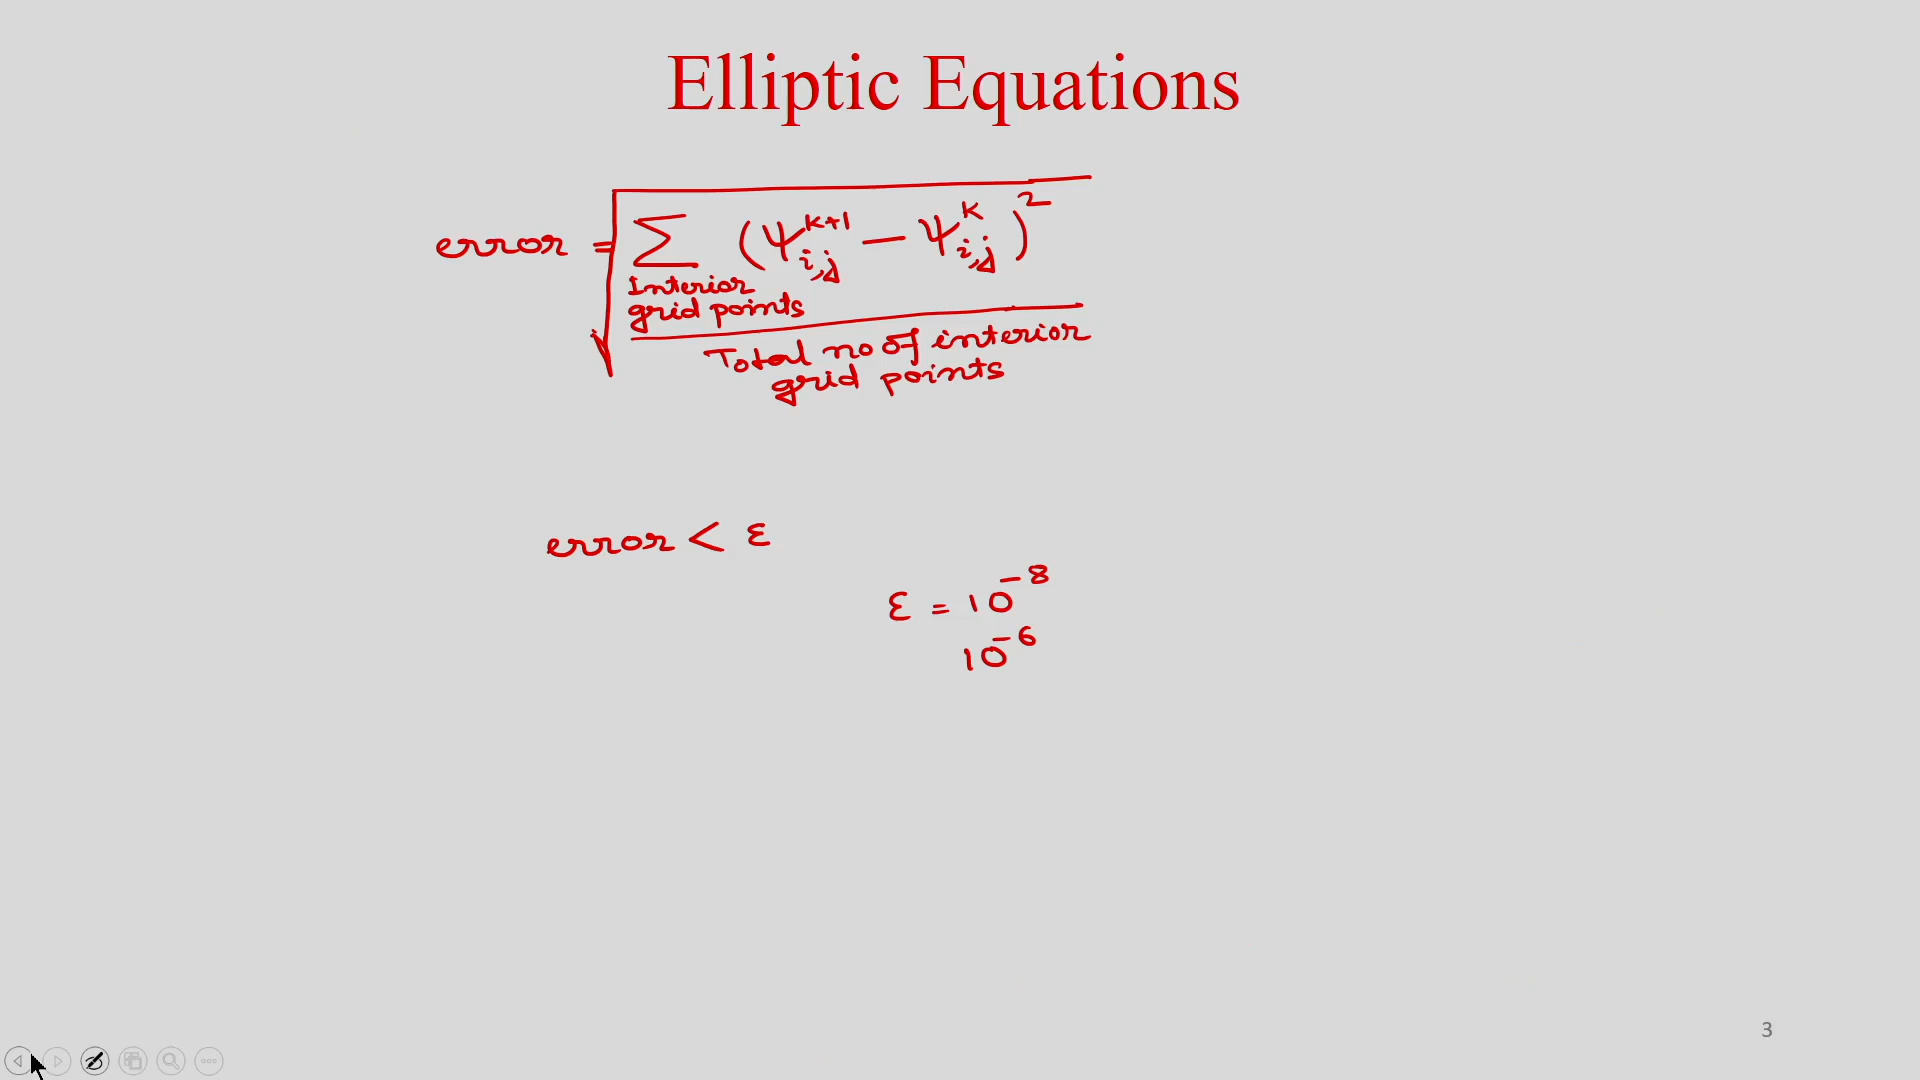 Elliptic Equations
error = √ Σ (ψ^{k+1}_{i,j} − ψ^{k}_{i,j})²
Interior
grid points
Total no of interior
grid points
error < ε
ε = 10^{-8}
10^{-6}
3